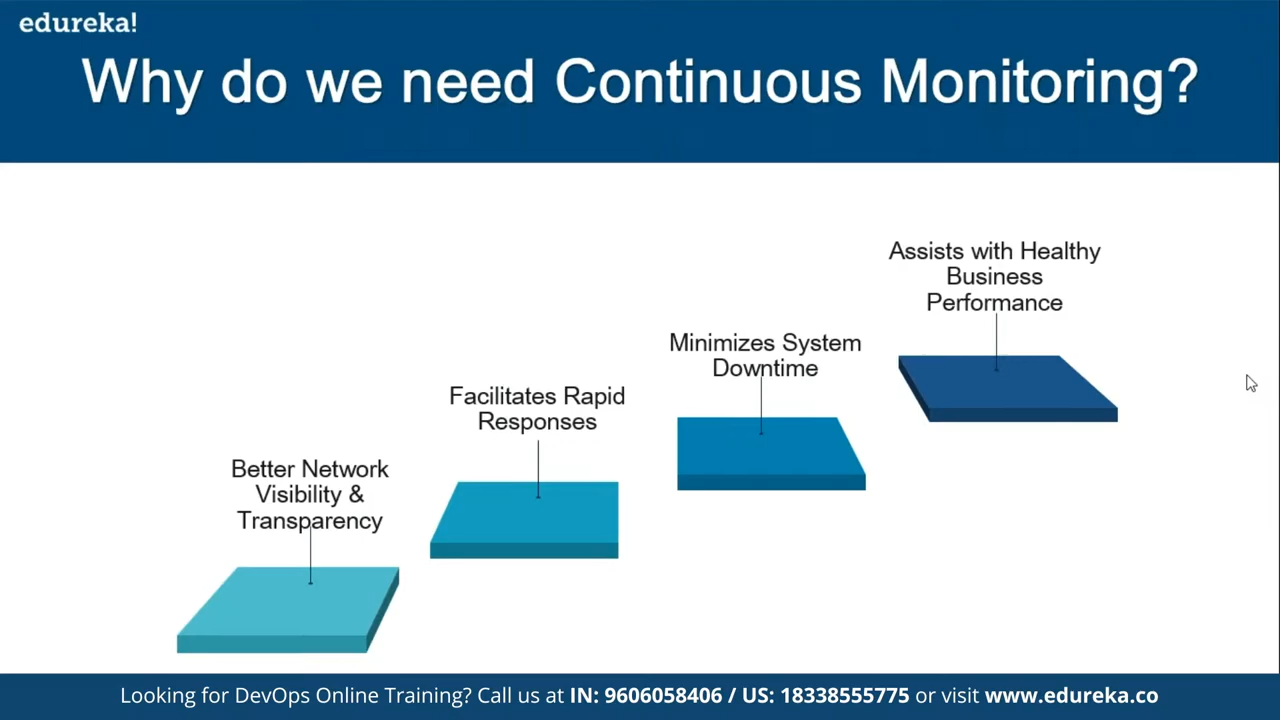 edureka!
Why do we need Continuous Monitoring?
Assists with Healthy
Business
Performance
Minimizes System
Downtime
Facilitates Rapid
Responses
Better Network
Visibility &
Transparency
Looking for DevOps Online Training? Call us at IN: 9606058406 / US: 18338555775 or visit www.edureka.co